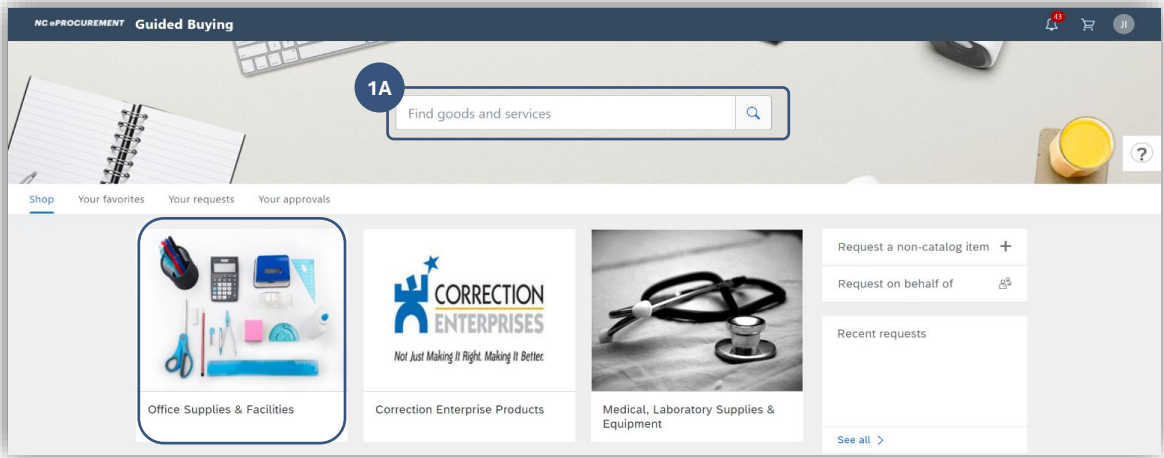 NC ePROCUREMENT Guided Buying
43
JI
1A
Find goods and services
?
Shop Your favorites Your requests Your approvals
CORRECTION
ENTERPRISES
Not Just Making It Right. Making It Better.
Office Supplies & Facilities
Correction Enterprise Products
Medical, Laboratory Supplies &
Equipment
Request a non-catalog item +
Request on behalf of
Recent requests
See all >